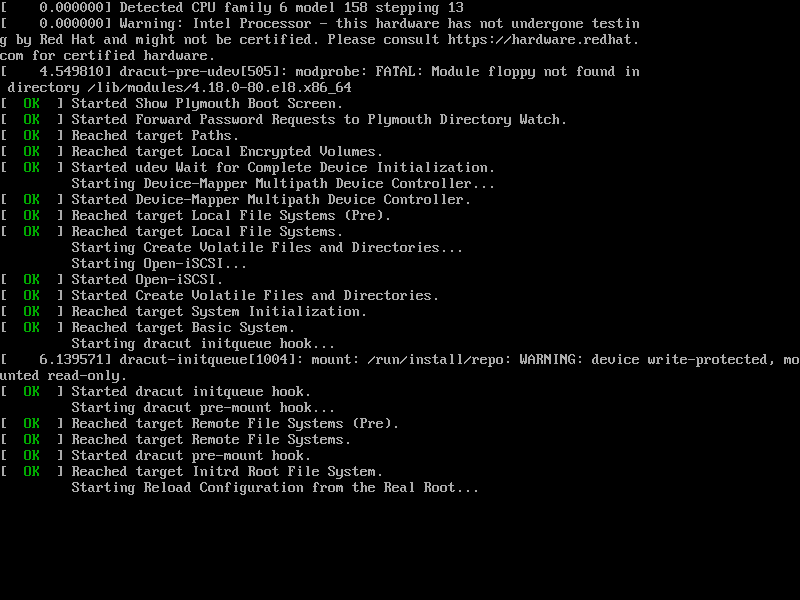 [    0.000000] Detected CPU family 6 model 158 stepping 13
[    0.000000] Warning: Intel Processor - this hardware has not undergone testin
g by Red Hat and might not be certified. Please consult https://hardware.redhat.
com for certified hardware.
[    4.549810] dracut-pre-udev[505]: modprobe: FATAL: Module floppy not found in
 directory /lib/modules/4.18.0-80.el8.x86_64
[  OK  ] Started Show Plymouth Boot Screen.
[  OK  ] Started Forward Password Requests to Plymouth Directory Watch.
[  OK  ] Reached target Paths.
[  OK  ] Reached target Local Encrypted Volumes.
[  OK  ] Started udev Wait for Complete Device Initialization.
         Starting Device-Mapper Multipath Device Controller...
[  OK  ] Started Device-Mapper Multipath Device Controller.
[  OK  ] Reached target Local File Systems (Pre).
[  OK  ] Reached target Local File Systems.
         Starting Create Volatile Files and Directories...
         Starting Open-iSCSI...
[  OK  ] Started Open-iSCSI.
[  OK  ] Started Create Volatile Files and Directories.
[  OK  ] Reached target System Initialization.
[  OK  ] Reached target Basic System.
         Starting dracut initqueue hook...
[    6.139571] dracut-initqueue[1004]: mount: /run/install/repo: WARNING: device write-protected, mo
unted read-only.
[  OK  ] Started dracut initqueue hook.
         Starting dracut pre-mount hook...
[  OK  ] Reached target Remote File Systems (Pre).
[  OK  ] Reached target Remote File Systems.
[  OK  ] Started dracut pre-mount hook.
[  OK  ] Reached target Initrd Root File System.
         Starting Reload Configuration from the Real Root...